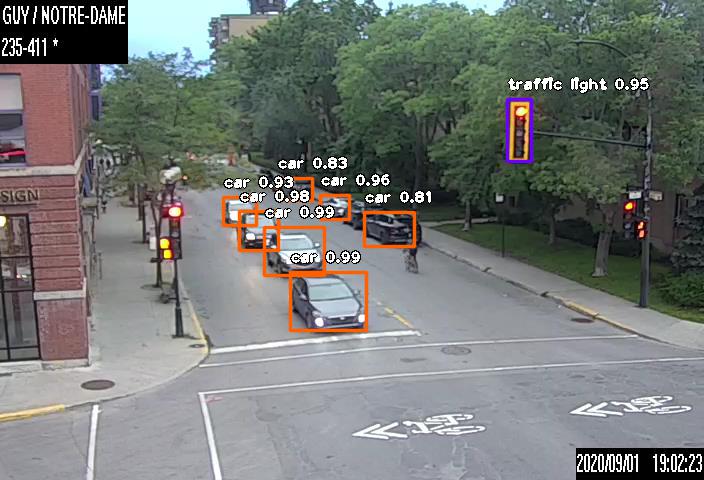 GUY / NOTRE-DAME
235-411 *
traffic light 0.95
car 0.83
car 0.93
car 0.96
car 0.98
car 0.81
car 0.99
car 0.99
SIGN
2020/09/01 19:02:23